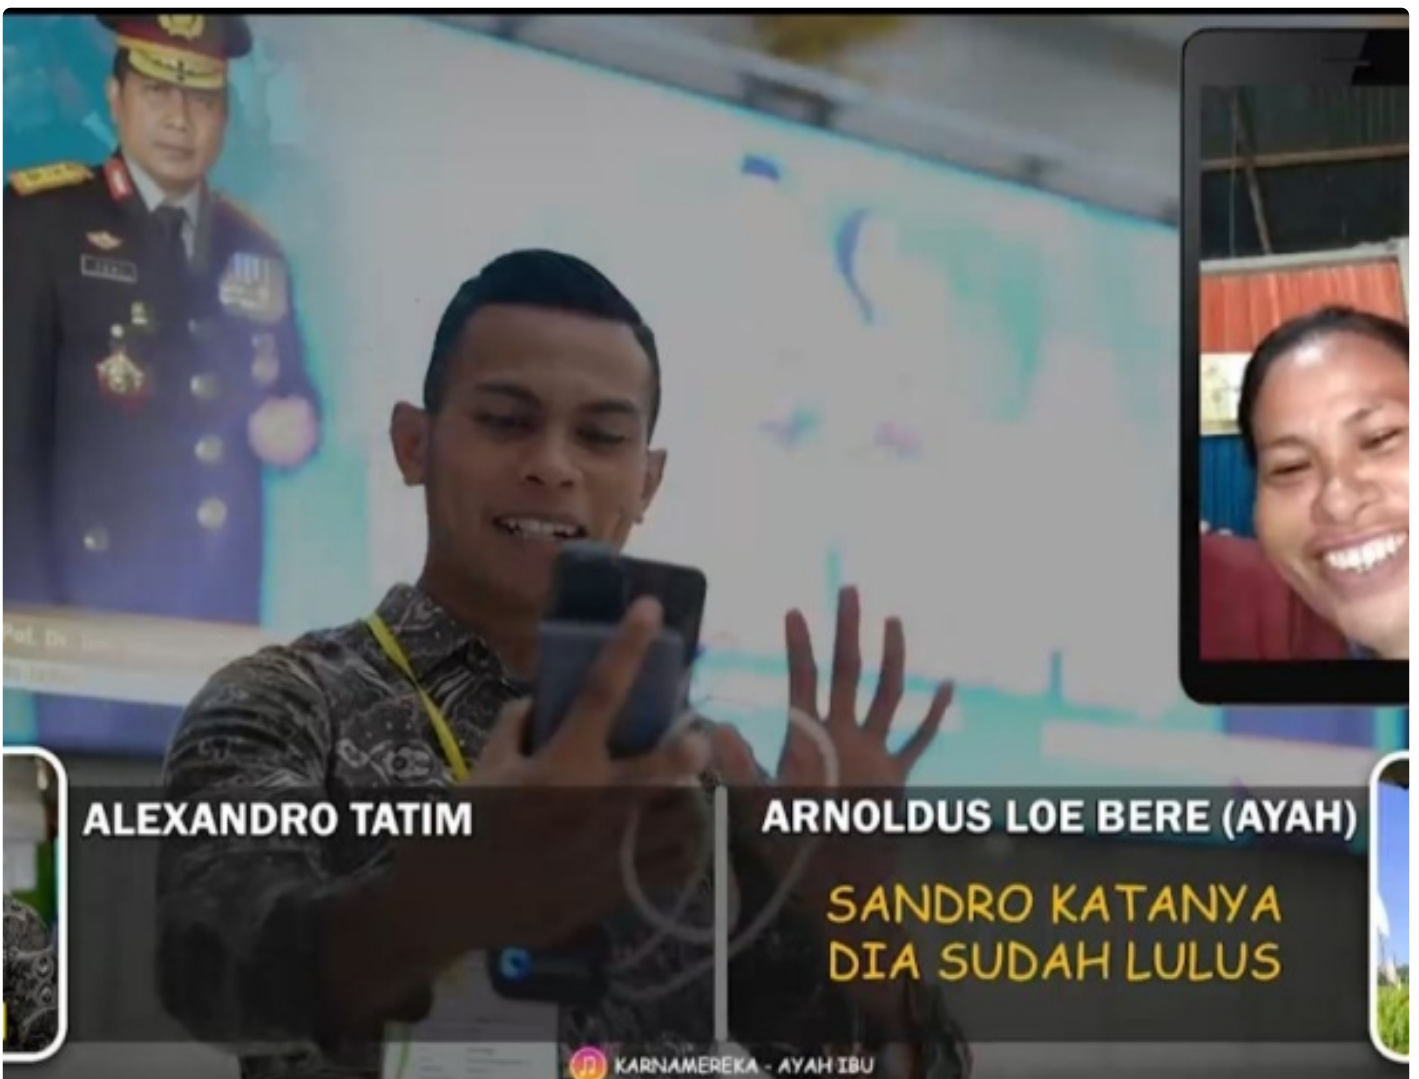 ALEXANDRO TATIM
ARNOLDUS LOE BERE (AYAH)
SANDRO KATANYA
DIA SUDAH LULUS
KARNAMEREKA - AYAH IBU